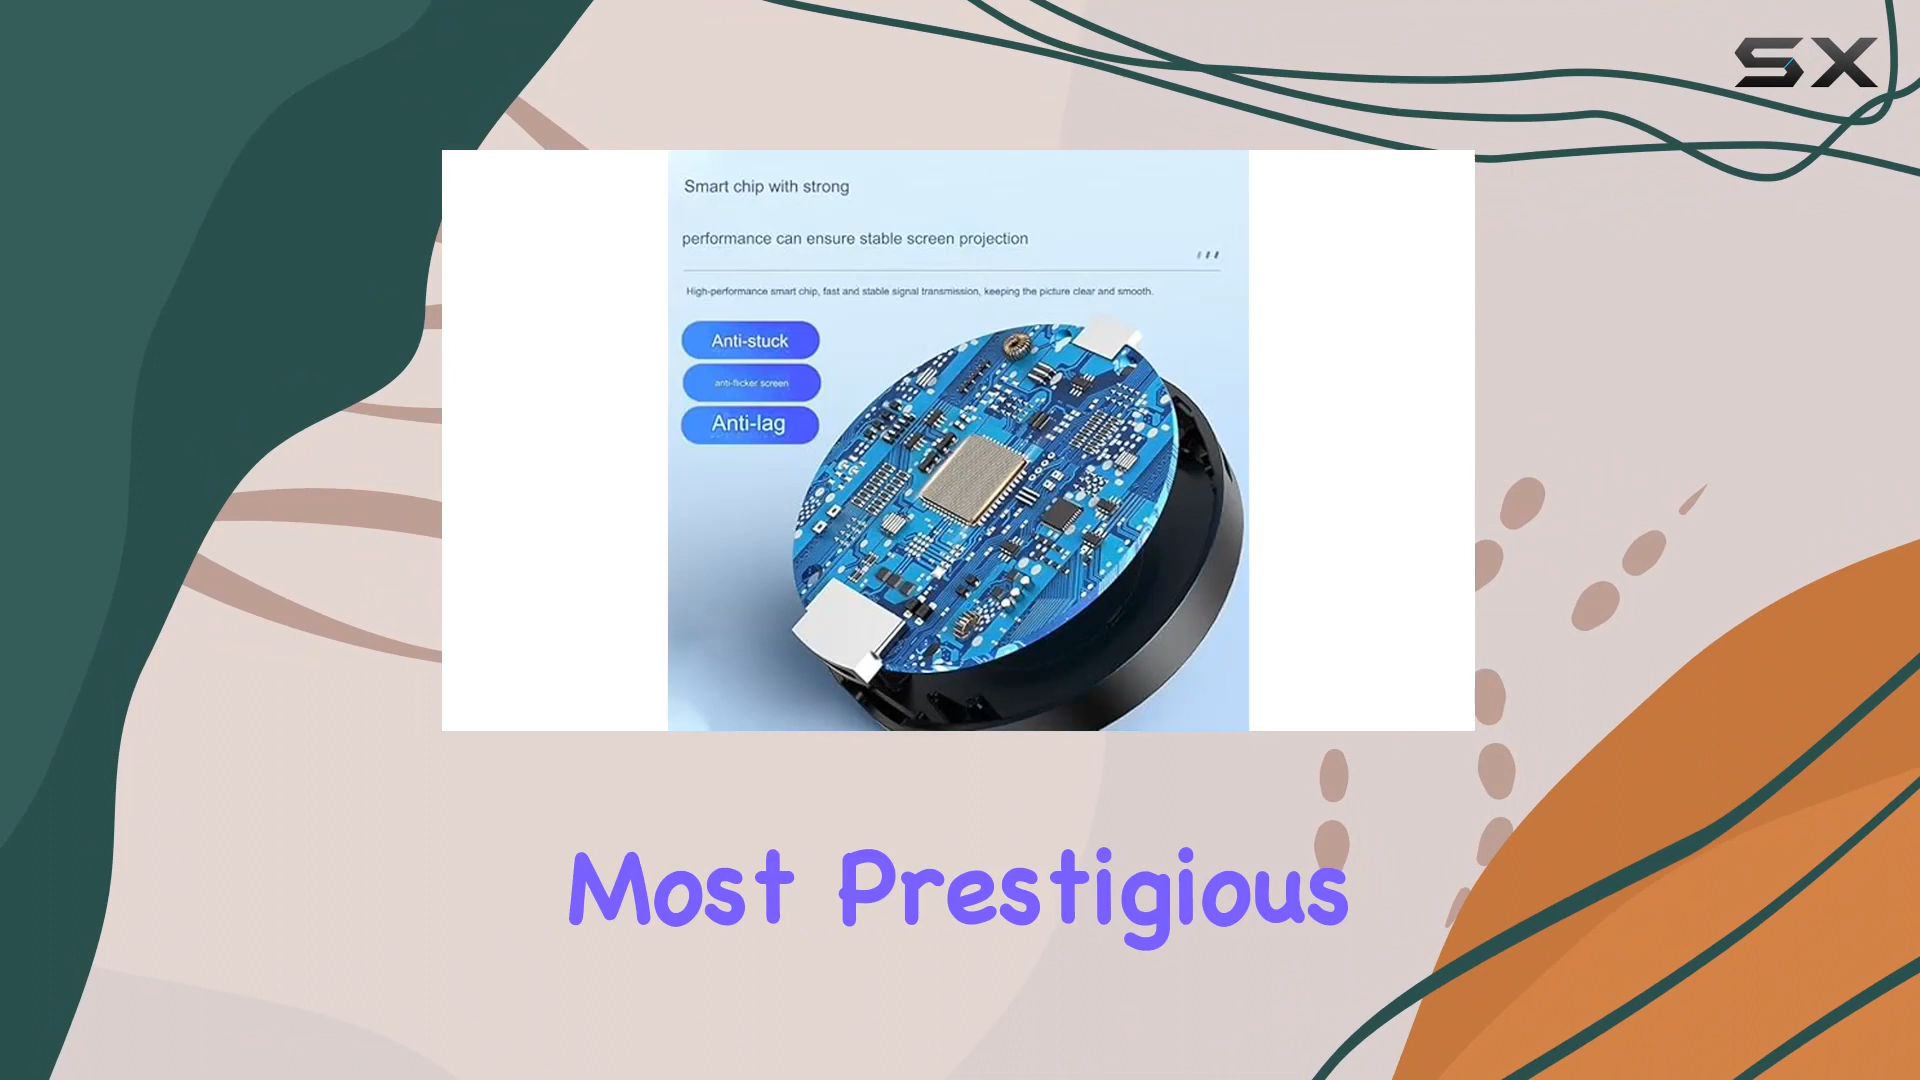 SX
Smart chip with strong
performance can ensure stable screen projection
High-performance smart chip, fast and stable signal transmission, keeping the picture clear and smooth.
Anti-stuck
anti-flicker screen
Anti-lag
Most Prestigious